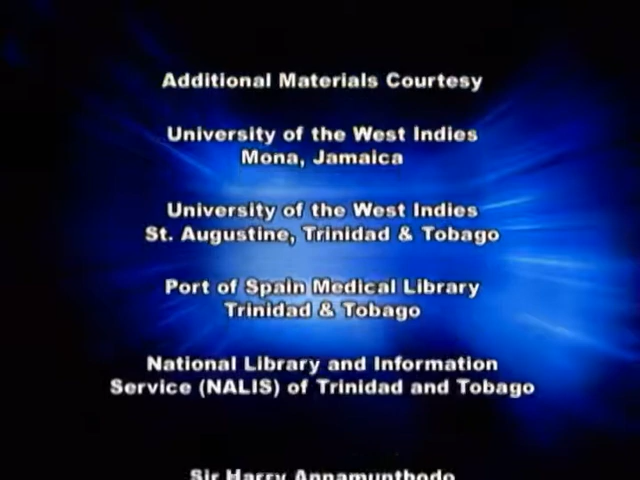 Additional Materials Courtesy
University of the West Indies
Mona, Jamaica
University of the West Indies
St. Augustine, Trinidad & Tobago
Port of Spain Medical Library
Trinidad & Tobago
National Library and Information
Service (NALIS) of Trinidad and Tobago
Sir Harry Annamunthodo